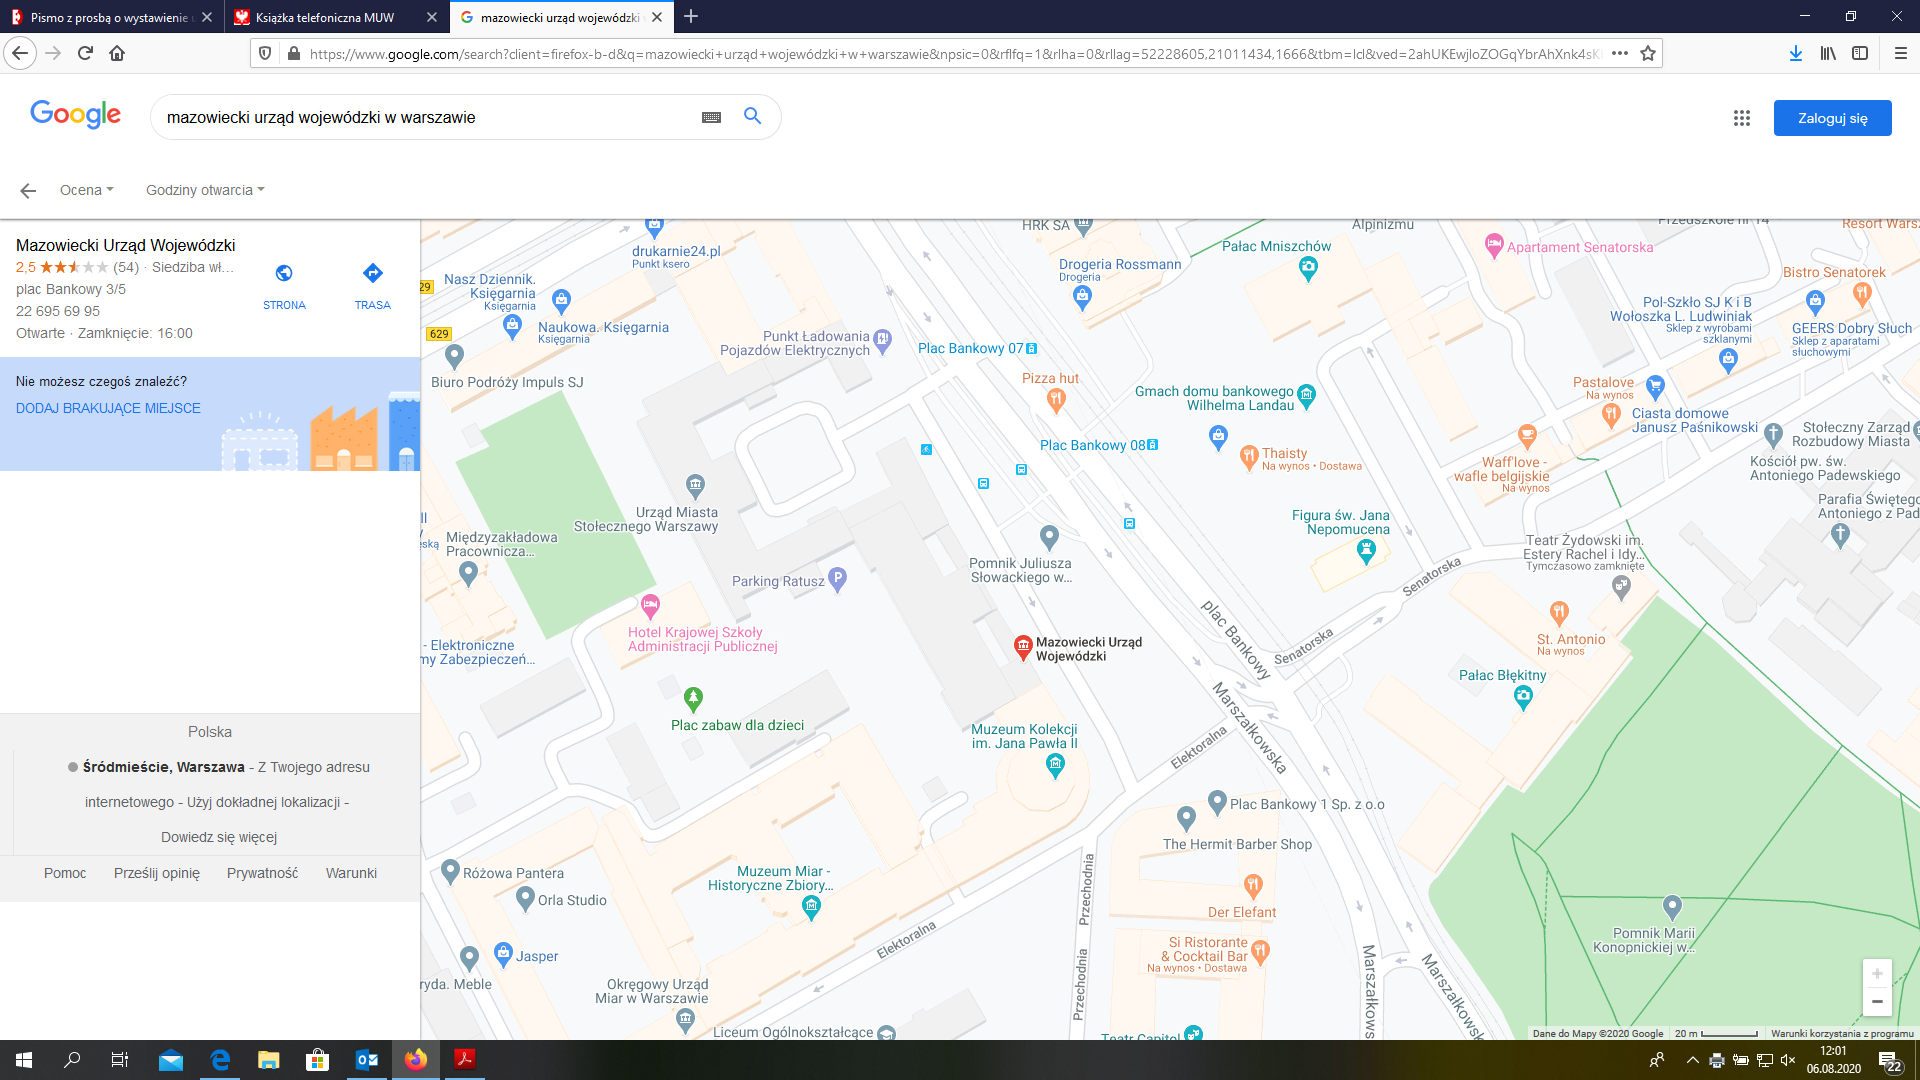 Pismo z prosbą o wystawienie
Książka telefoniczna MUW
mazowiecki urząd wojewódzki
https://www.google.com/search?client=firefox-b-d&q=mazowiecki+urząd+wojewódzki+w+warszawie&npsic=0&rflfq=1&rlha=0&rllag=52228605,21011434,1666&tbm=lcl&ved=2ahUKEwjloZOGqYbrAhXnk4sK
Google
mazowiecki urząd wojewódzki w warszawie
Zaloguj się
Ocena
Godziny otwarcia
Mazowiecki Urząd Wojewódzki
2,5 (54) · Siedziba wł...
plac Bankowy 3/5
22 695 69 95
Otwarte · Zamknięcie: 16:00
STRONA
TRASA
Nie możesz czegoś znaleźć?
DODAJ BRAKUJĄCE MIEJSCE
Polska
Śródmieście, Warszawa - Z Twojego adresu
internetowego - Użyj dokładnej lokalizacji -
Dowiedz się więcej
Pomoc
Prześlij opinię
Prywatność
Warunki
HRK SA
Alpinizmu
Przedszkole nr 14
Resort Wars
drukarnie24.pl
Punkt ksero
Pałac Mniszchów
Apartament Senatorska
Drogeria Rossmann
Drogeria
Bistro Senatorek
29
Nasz Dziennik.
Księgarnia
Księgarnia
Pol-Szkło SJ K i B
Wołoszka L. Ludwiniak
Sklep z wyrobami
szklanymi
629
Naukowa. Księgarnia
Księgarnia
Punkt Ładowania
Pojazdów Elektrycznych
GEERS Dobry Słuch
Sklep z aparatami
słuchowymi
Plac Bankowy 07
Biuro Podróży Impuls SJ
Pizza hut
Gmach domu bankowego
Wilhelma Landau
Pastalove
Na wynos
Ciasta domowe
Janusz Paśnikowski
Stołeczny Zarząd
Rozbudowy Miasta
Plac Bankowy 08
Thaisty
Na wynos • Dostawa
Waff'love -
wafle belgijskie
Na wynos
Kościół pw. św.
Antoniego Padewskiego
Urząd Miasta
Stołecznego Warszawy
Parafia Święteg
Antoniego z Pad
Figura św. Jana
Nepomucena
II
eską
Międzyzakładowa
Pracownicza...
Teatr Żydowski im.
Estery Rachel i Idy...
Tymczasowo zamknięte
Pomnik Juliusza
Słowackiego w...
Parking Ratusz
Senatorska
plac Bankowy
Hotel Krajowej Szkoły
Administracji Publicznej
Mazowiecki Urząd
Wojewódzki
Senatorska
St. Antonio
Na wynos
- Elektroniczne
my Zabezpieczeń...
Pałac Błękitny
Marszałkowska
Plac zabaw dla dzieci
Muzeum Kolekcji
im. Jana Pawła II
Elektoralna
Plac Bankowy 1 Sp. z o.o
The Hermit Barber Shop
Różowa Pantera
Muzeum Miar -
Historyczne Zbiory...
Przechodnia
Orla Studio
Der Elefant
Elektoralna
Pomnik Marii
Konopnickiej w...
Si Ristorante
& Cocktail Bar
Na wynos • Dostawa
Jasper
ryda. Meble
Okręgowy Urząd
Miar w Warszawie
Przechodnia
Marszałkows
Marszałkowsk
Liceum Ogólnokształcące
Teatr Capitol
Dane do Mapy ©2020 Google
20 m
Warunki korzystania z programu
12:01
06.08.2020
22